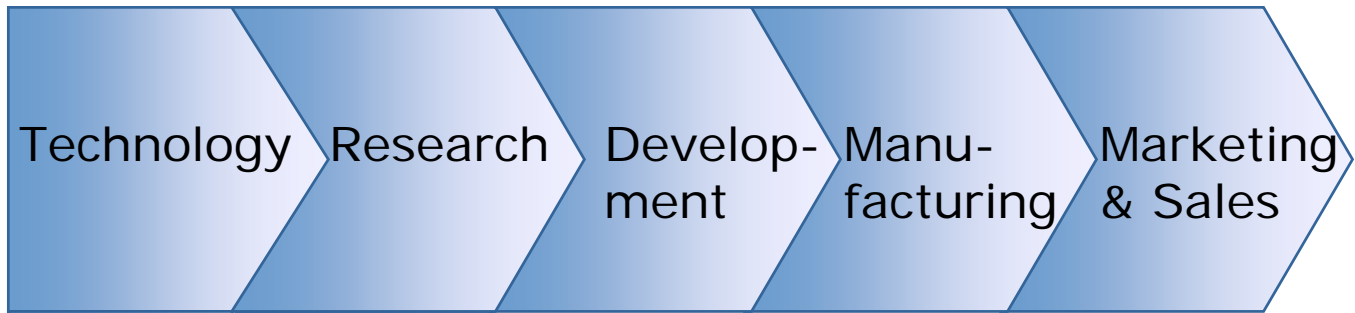 Technology
Research
Develop-
ment
Manu-
facturing
Marketing
& Sales